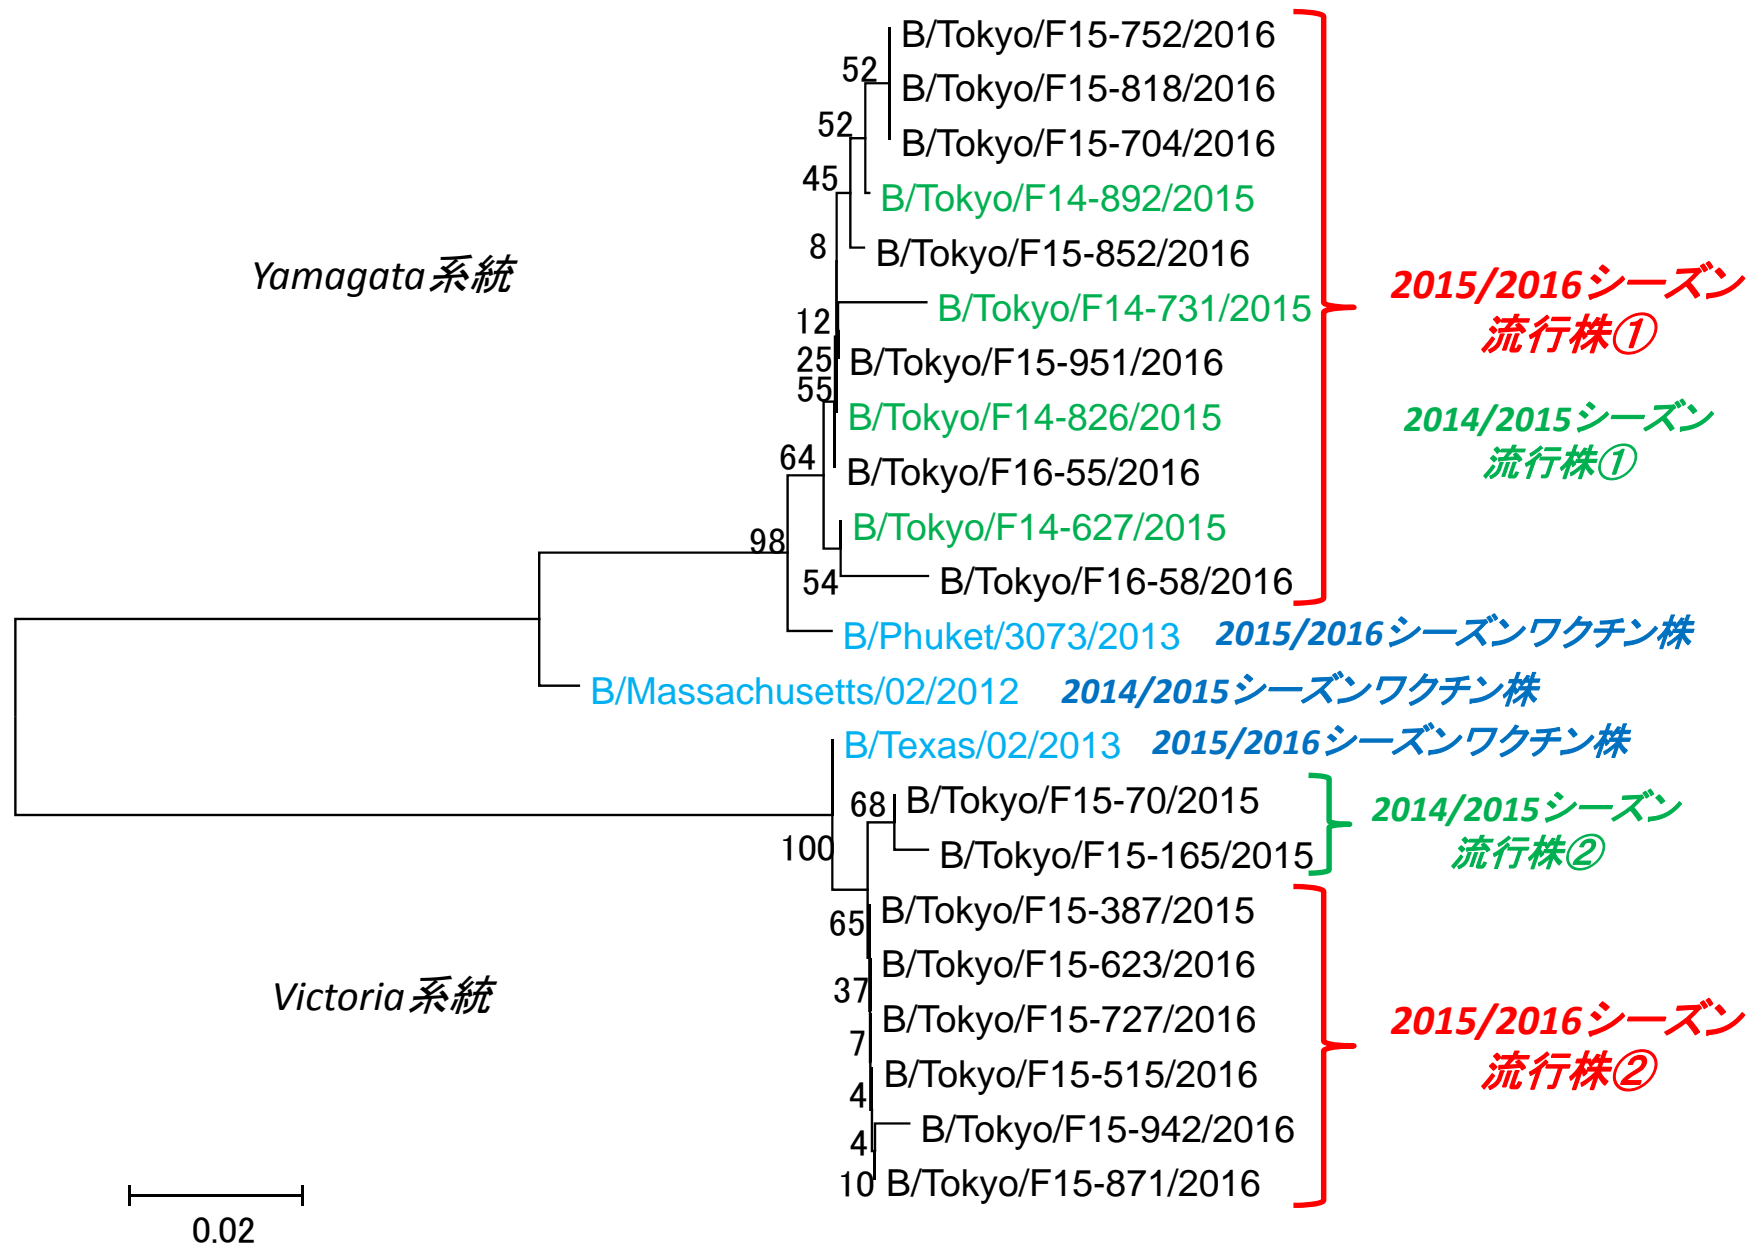 B/Tokyo/F15-752/2016
52
B/Tokyo/F15-818/2016
52
B/Tokyo/F15-704/2016
45
B/Tokyo/F14-892/2015
8
B/Tokyo/F15-852/2016
Yamagata系統
2015/2016シーズン
流行株①
B/Tokyo/F14-731/2015
12
25
B/Tokyo/F15-951/2016
55
B/Tokyo/F14-826/2015
2014/2015シーズン
流行株①
64
B/Tokyo/F16-55/2016
B/Tokyo/F14-627/2015
98
54
B/Tokyo/F16-58/2016
B/Phuket/3073/2013 2015/2016シーズンワクチン株
B/Massachusetts/02/2012 2014/2015シーズンワクチン株
B/Texas/02/2013 2015/2016シーズンワクチン株
68
B/Tokyo/F15-70/2015
2014/2015シーズン
流行株②
100
B/Tokyo/F15-165/2015
B/Tokyo/F15-387/2015
65
B/Tokyo/F15-623/2016
37
Victoria系統
B/Tokyo/F15-727/2016
2015/2016シーズン
流行株②
7
B/Tokyo/F15-515/2016
4
B/Tokyo/F15-942/2016
4
10
B/Tokyo/F15-871/2016
0.02